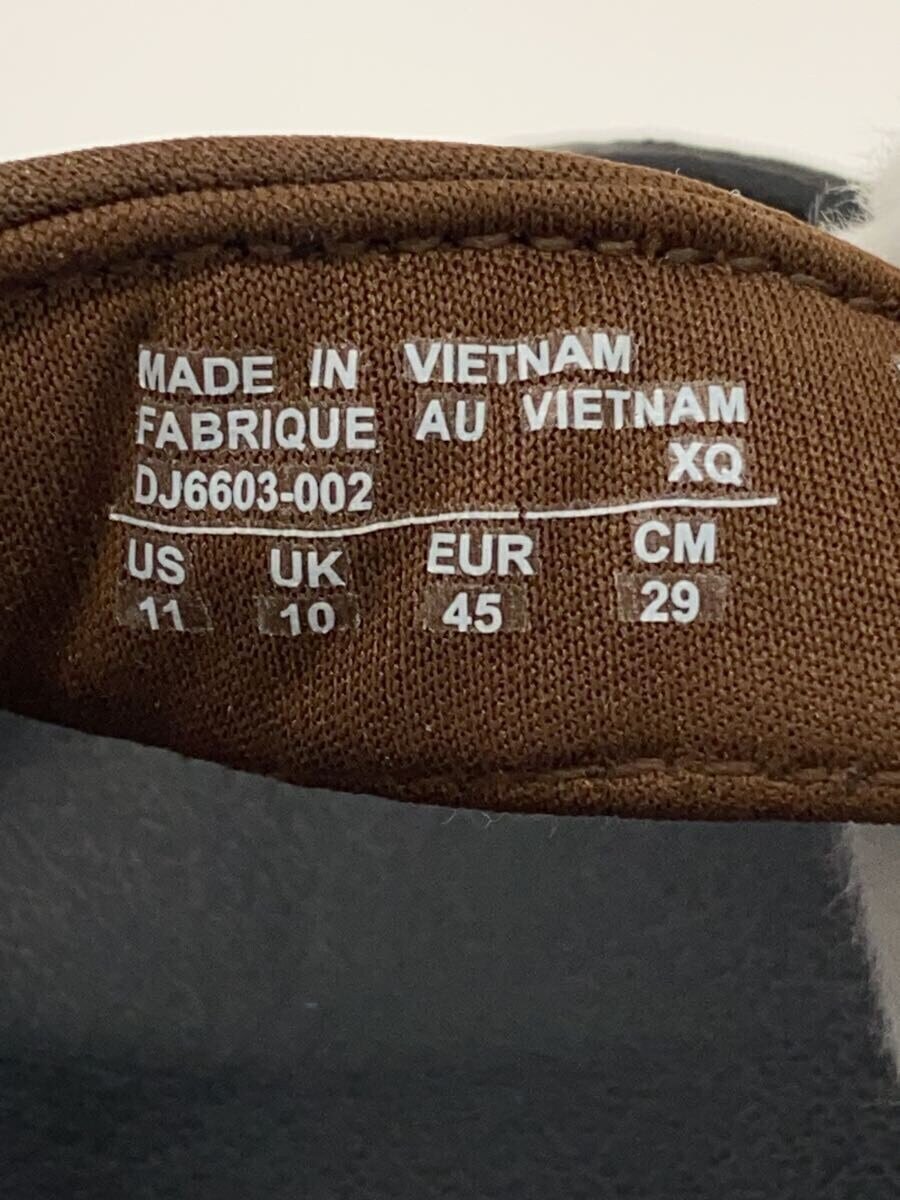 MADE IN VIETNAM
FABRIQUE AU VIETNAM
DJ6603-002 XQ
US UK EUR CM
11 10 45 29